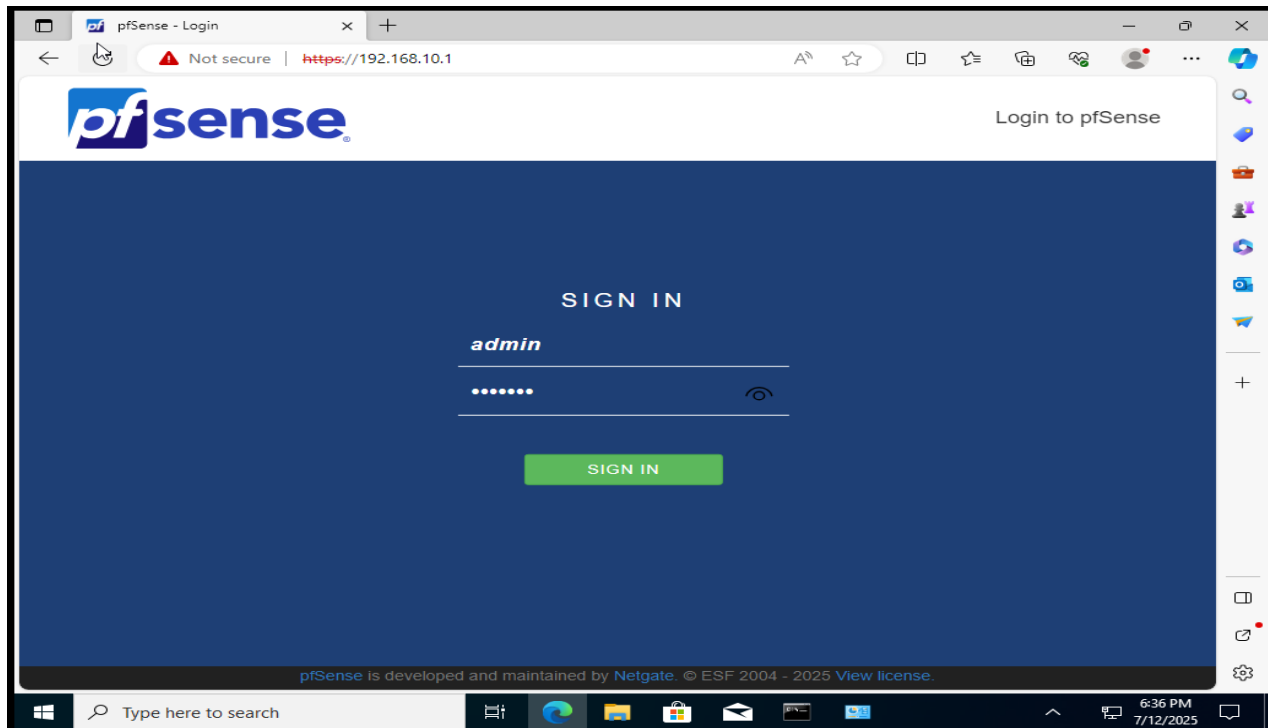 pfSense - Login
Not secure | https://192.168.10.1
pfsense®
Login to pfSense
SIGN IN
admin
•••••••
SIGN IN
pfSense is developed and maintained by Netgate. © ESF 2004 - 2025 View license.
Type here to search
6:36 PM
7/12/2025